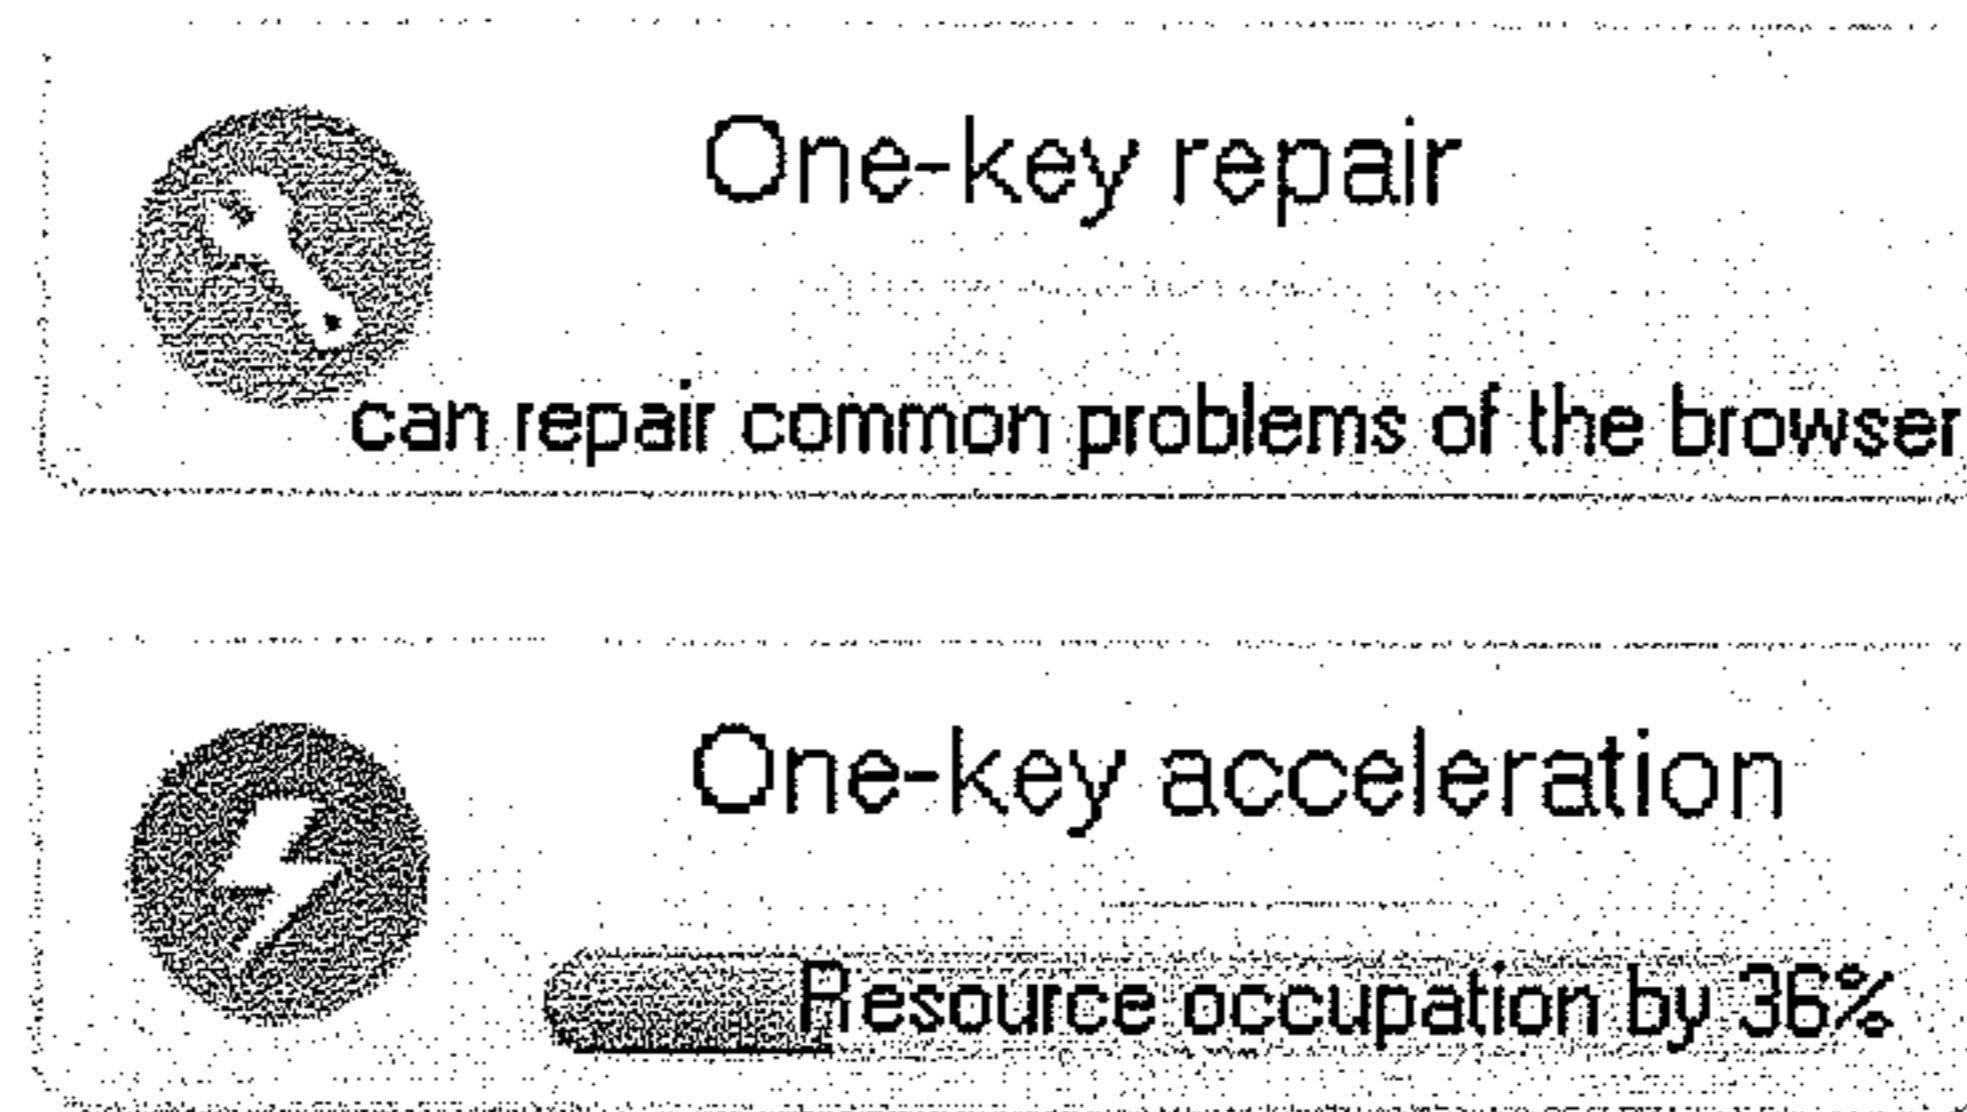 One-key repair
can repair common problems of the browser
One-key acceleration
Resource occupation by 36%